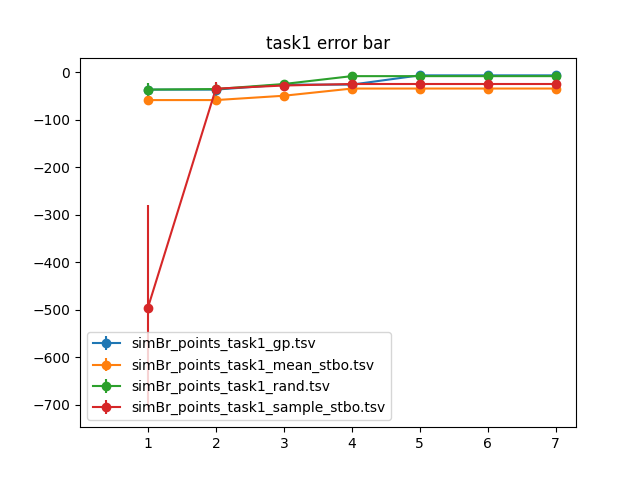 task1 error bar
0
−100
−200
−300
−400
−500
−600
−700
simBr_points_task1_gp.tsv
simBr_points_task1_mean_stbo.tsv
simBr_points_task1_rand.tsv
simBr_points_task1_sample_stbo.tsv
1 2 3 4 5 6 7